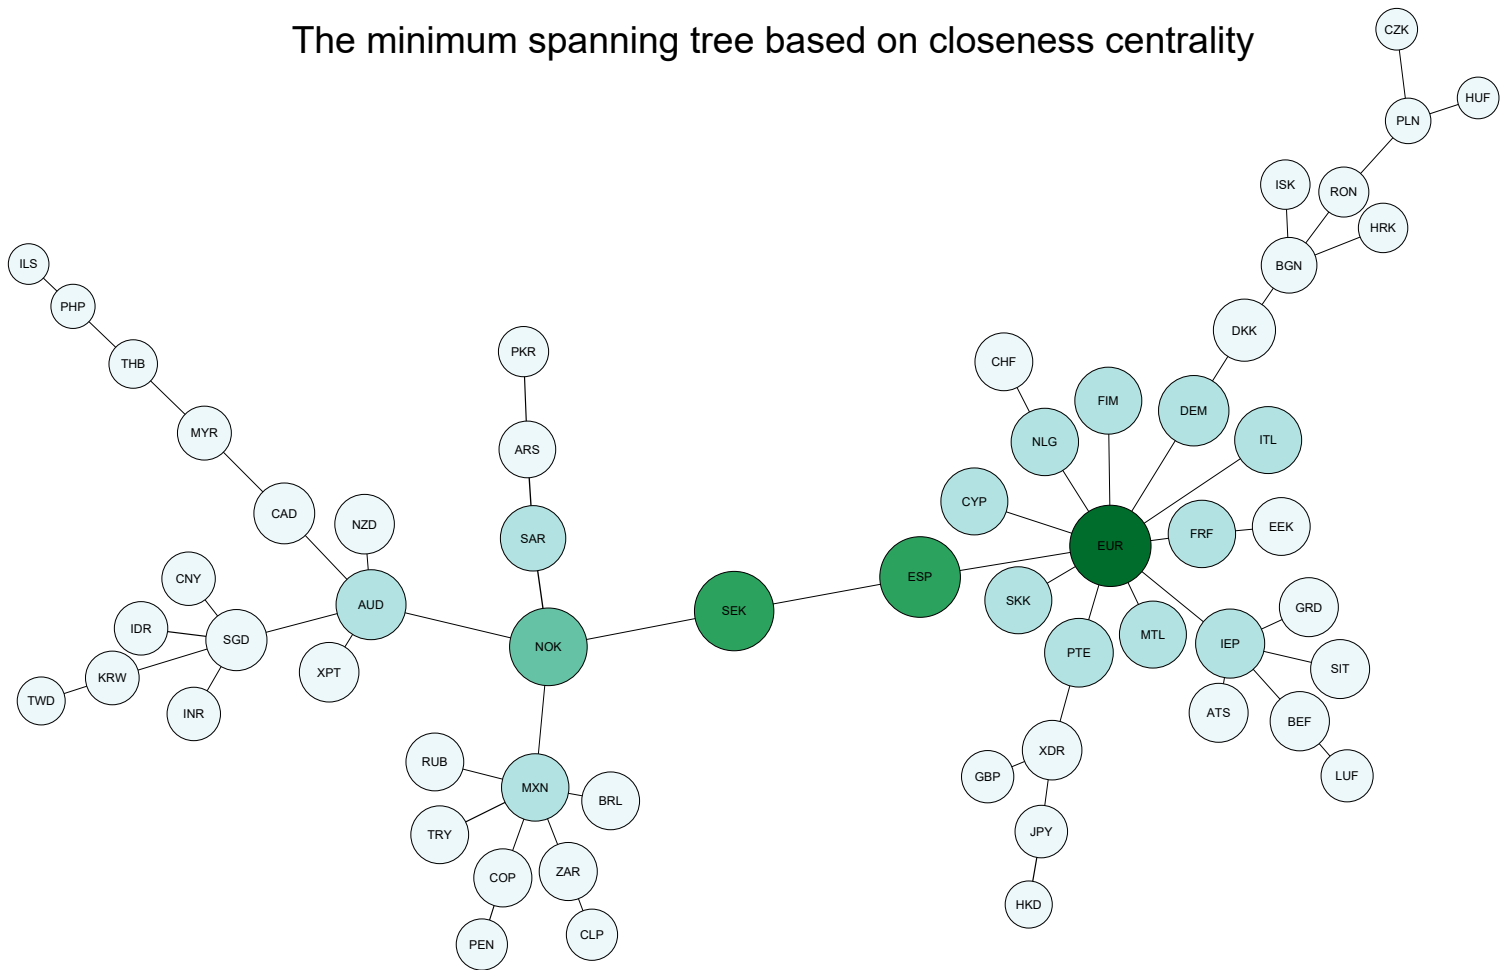 The minimum spanning tree based on closeness centrality
CZK
HUF
PLN
ISK
RON
HRK
ILS
BGN
PHP
DKK
PKR
THB
CHF
FIM
DEM
MYR
ITL
NLG
ARS
CYP
CAD
NZD
EEK
FRF
SAR
EUR
ESP
CNY
SKK
AUD
GRD
SEK
IDR
MTL
SGD
IEP
NOK
PTE
SIT
XPT
KRW
TWD
INR
ATS
BEF
XDR
RUB
GBP
LUF
MXN
BRL
JPY
TRY
ZAR
COP
HKD
CLP
PEN